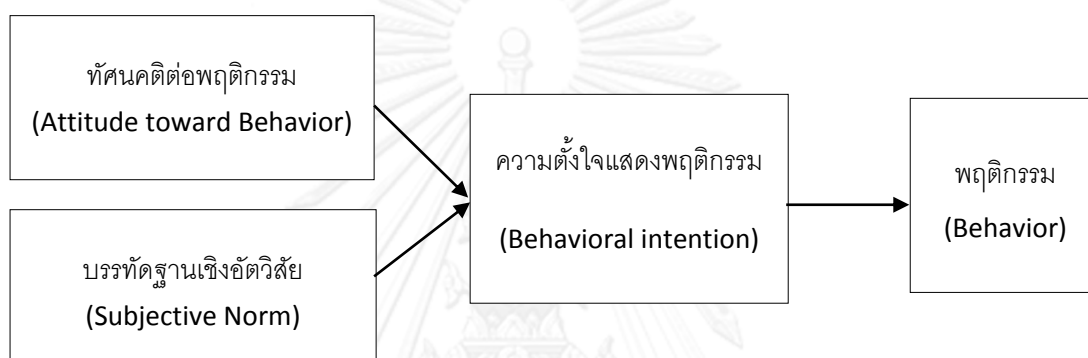 ทัศนคติต่อพฤติกรรม
(Attitude toward Behavior)
บรรทัดฐานเชิงอัตวิสัย
(Subjective Norm)
ความตั้งใจแสดงพฤติกรรม
(Behavioral intention)
พฤติกรรม
(Behavior)